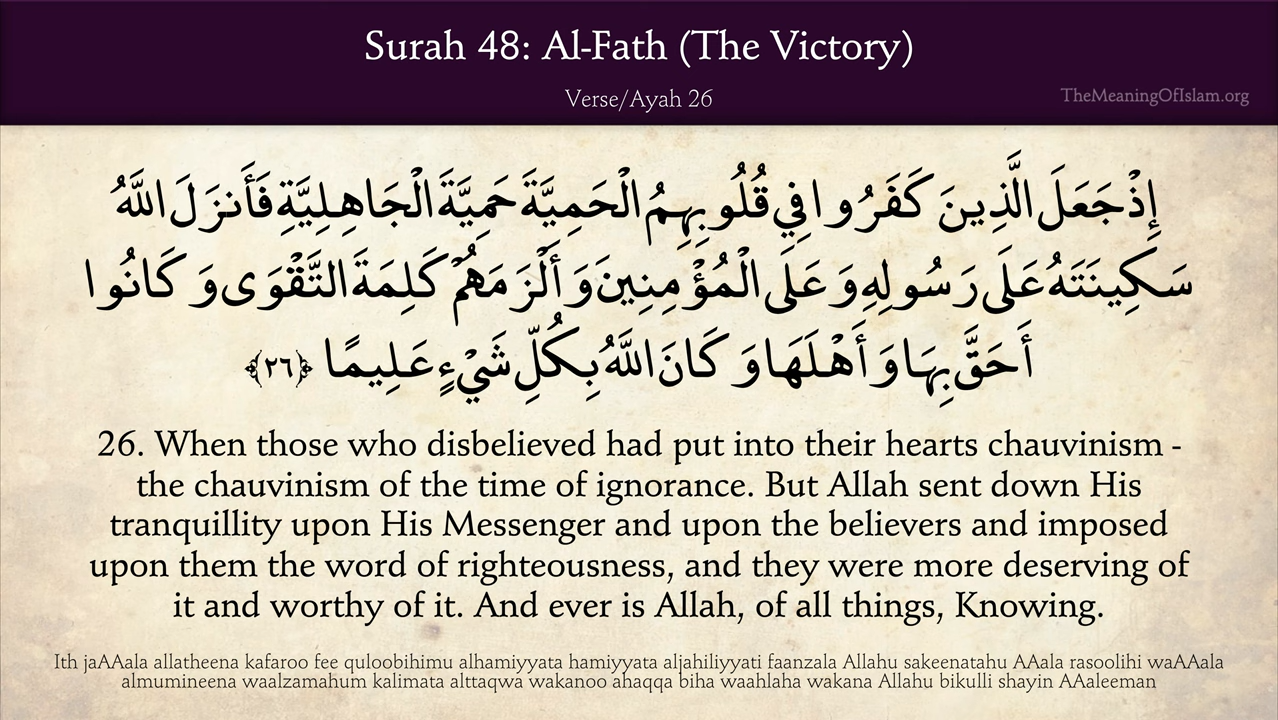 Surah 48: Al-Fath (The Victory)
Verse/Ayah 26
TheMeaningOfIslam.org
إِذْ جَعَلَ الَّذِينَ كَفَرُوا فِي قُلُوبِهِمُ الْحَمِيَّةَ حَمِيَّةَ الْجَاهِلِيَّةِ فَأَنزَلَ اللَّهُ
سَكِينَتَهُ عَلَى رَسُولِهِ وَعَلَى الْمُؤْمِنِينَ وَأَلْزَمَهُمْ كَلِمَةَ التَّقْوَى وَكَانُوا
أَحَقَّ بِهَا وَأَهْلَهَا وَكَانَ اللَّهُ بِكُلِّ شَيْءٍ عَلِيمًا ﴿٢٦﴾
26. When those who disbelieved had put into their hearts chauvinism -
the chauvinism of the time of ignorance. But Allah sent down His
tranquillity upon His Messenger and upon the believers and imposed
upon them the word of righteousness, and they were more deserving of
it and worthy of it. And ever is Allah, of all things, Knowing.
Ith jaAAala allatheena kafaroo fee quloobihimu alhamiyyata hamiyyata aljahiliyyati faanzala Allahu sakeenatahu AAala rasoolihi waAAala
almumineena waalzamahum kalimata alttaqwa wakanoo ahaqqa biha waahlaha wakana Allahu bikulli shayin AAaleeman